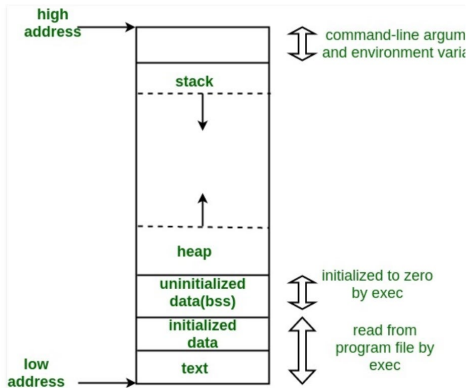 high
address
command-line argum
and environment varia
stack
heap
uninitialized
data(bss)
initialized to zero
by exec
initialized
data
read from
program file by
exec
text
low
address